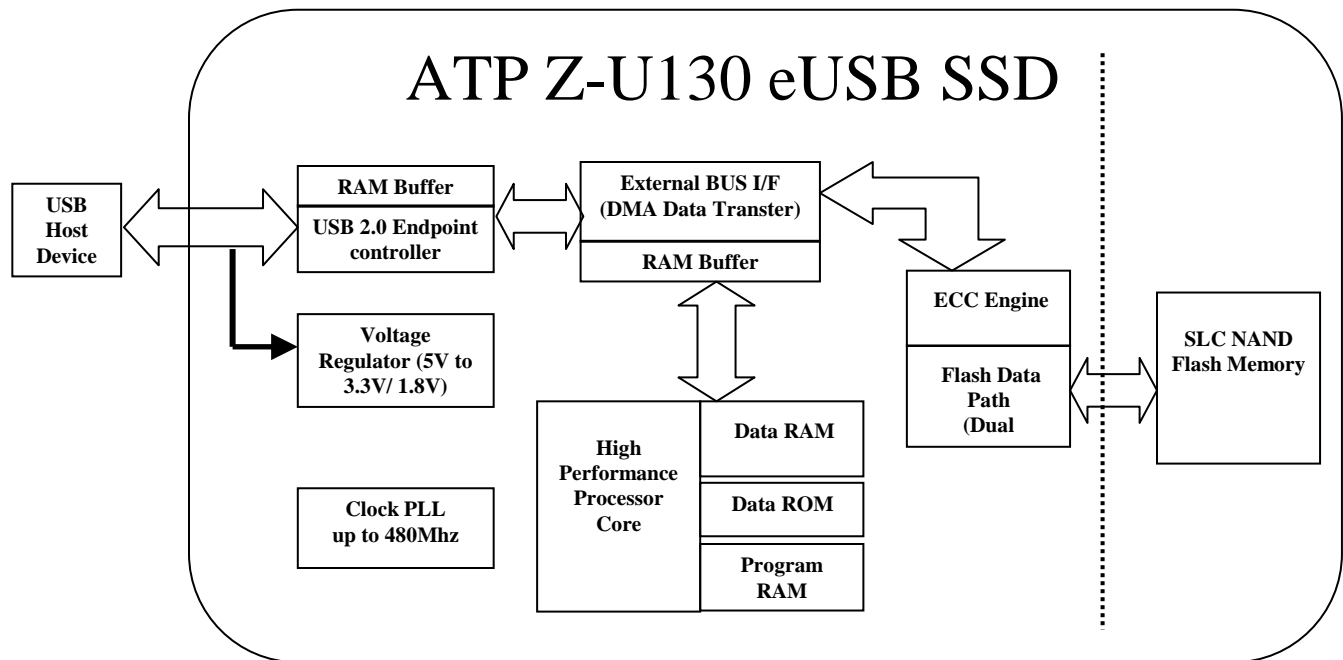 ATP Z-U130 eUSB SSD
USB
Host
Device
RAM Buffer
USB 2.0 Endpoint
controller
External BUS I/F
(DMA Data Transter)
RAM Buffer
Voltage
Regulator (5V to
3.3V/ 1.8V)
Clock PLL
up to 480Mhz
High
Performance
Processor
Core
Data RAM
Data ROM
Program
RAM
ECC Engine
Flash Data
Path
(Dual
SLC NAND
Flash Memory